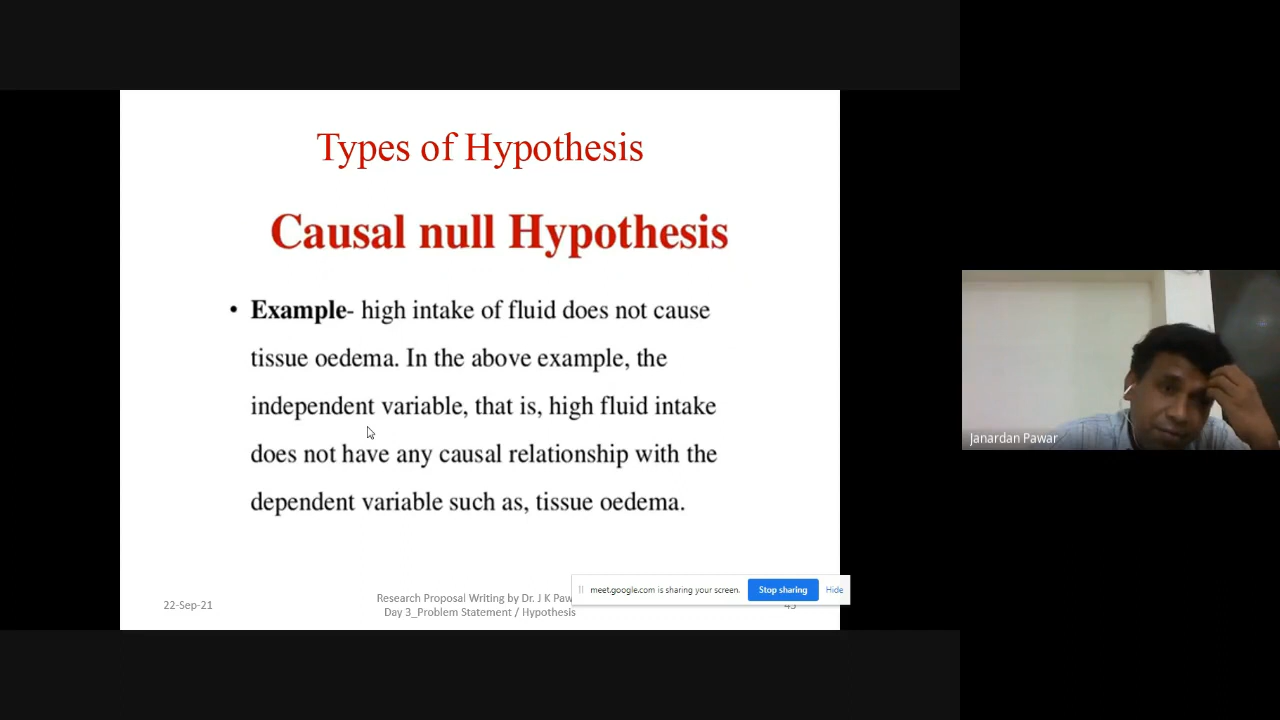 Types of Hypothesis
Causal null Hypothesis
• Example- high intake of fluid does not cause
tissue oedema. In the above example, the
independent variable, that is, high fluid intake
does not have any causal relationship with the
dependent variable such as, tissue oedema.
22-Sep-21
Research Proposal Writing by Dr. J K
Day 3_Problem Statement / Hypothesis
meet.google.com is sharing your screen.
Stop sharing
Hide
Janardan Pawar